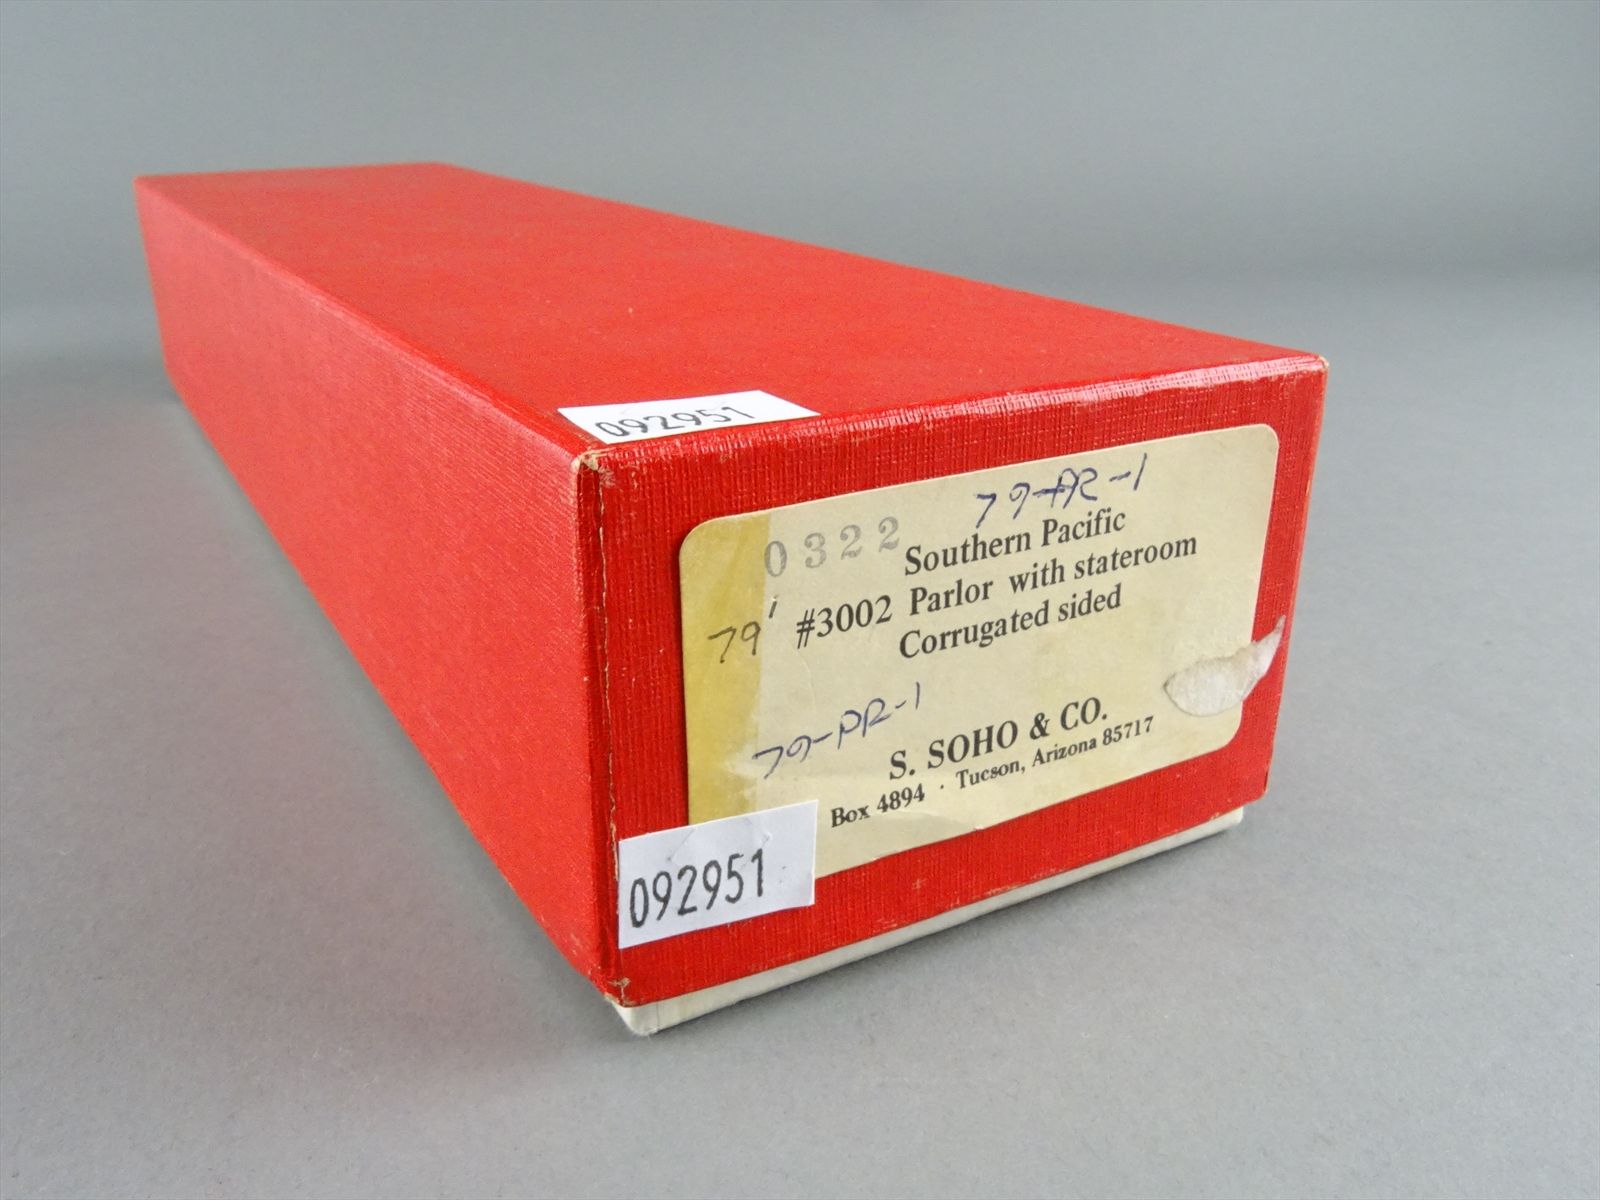 092951
79-PR-1
0322
Southern Pacific
79' #3002 Parlor with stateroom
Corrugated sided
79-PR-1
S. SOHO & CO.
Box 4894 · Tucson, Arizona 85717
092951